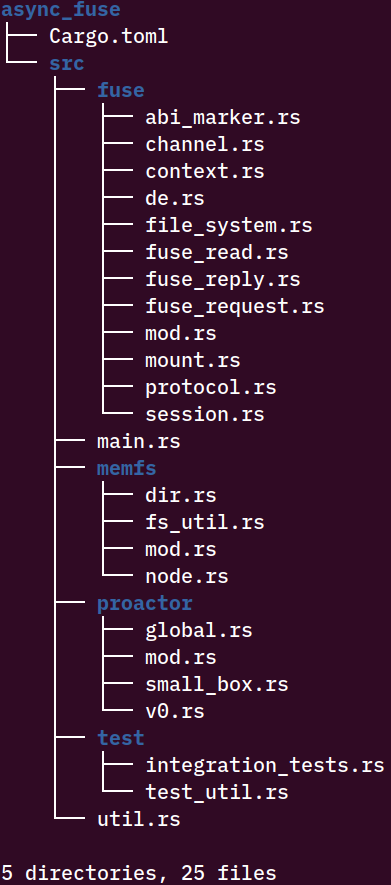 async_fuse
├── Cargo.toml
└── src
    ├── fuse
    │   ├── abi_marker.rs
    │   ├── channel.rs
    │   ├── context.rs
    │   ├── de.rs
    │   ├── file_system.rs
    │   ├── fuse_read.rs
    │   ├── fuse_reply.rs
    │   ├── fuse_request.rs
    │   ├── mod.rs
    │   ├── mount.rs
    │   ├── protocol.rs
    │   └── session.rs
    ├── main.rs
    ├── memfs
    │   ├── dir.rs
    │   ├── fs_util.rs
    │   ├── mod.rs
    │   └── node.rs
    ├── proactor
    │   ├── global.rs
    │   ├── mod.rs
    │   ├── small_box.rs
    │   └── v0.rs
    ├── test
    │   ├── integration_tests.rs
    │   └── test_util.rs
    └── util.rs

5 directories, 25 files